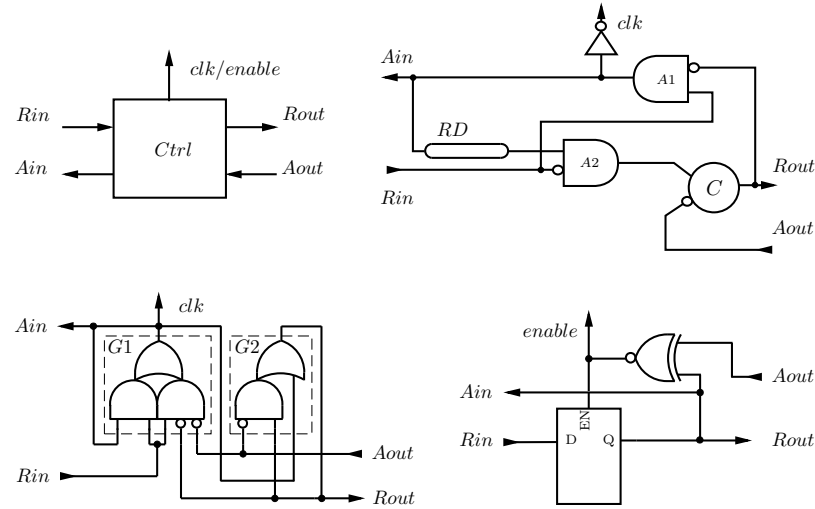 clk/enable
Rin
Rout
Ctrl
Ain
Aout
clk
Ain
A1
RD
A2
Rin
C
Rout
Aout
clk
Ain
G1
G2
Rin
Aout
Rout
enable
Aout
Ain
EN
Rin
D
Q
Rout